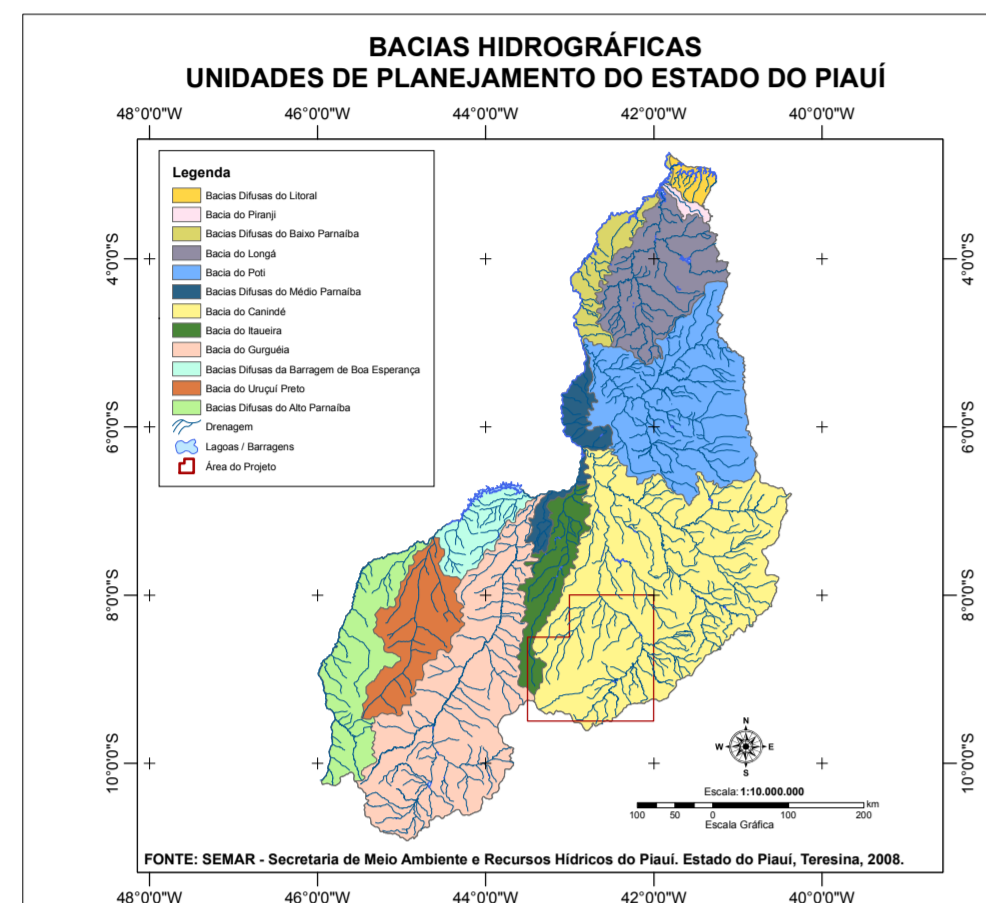 BACIAS HIDROGRÁFICAS
UNIDADES DE PLANEJAMENTO DO ESTADO DO PIAUÍ
48°0'0"W 46°0'0"W 44°0'0"W 42°0'0"W 40°0'0"W
Legenda
Bacias Difusas do Litoral
Bacia do Piranji
Bacias Difusas do Baixo Parnaíba
Bacia do Longá
Bacia do Poti
Bacias Difusas do Médio Parnaíba
Bacia do Canindé
Bacia do Itaueira
Bacia do Gurguéia
Bacias Difusas da Barragem de Boa Esperança
Bacia do Uruçuí Preto
Bacias Difusas do Alto Parnaíba
Drenagem
Lagoas / Barragens
Área do Projeto
4°0'0"S 4°0'0"S
6°0'0"S 6°0'0"S
8°0'0"S 8°0'0"S
10°0'0"S 10°0'0"S
N
W E
S
Escala: 1:10.000.000
km
100 50 0 100 200
Escala Gráfica
FONTE: SEMAR - Secretaria de Meio Ambiente e Recursos Hídricos do Piauí. Estado do Piauí, Teresina, 2008.
48°0'0"W 46°0'0"W 44°0'0"W 42°0'0"W 40°0'0"W